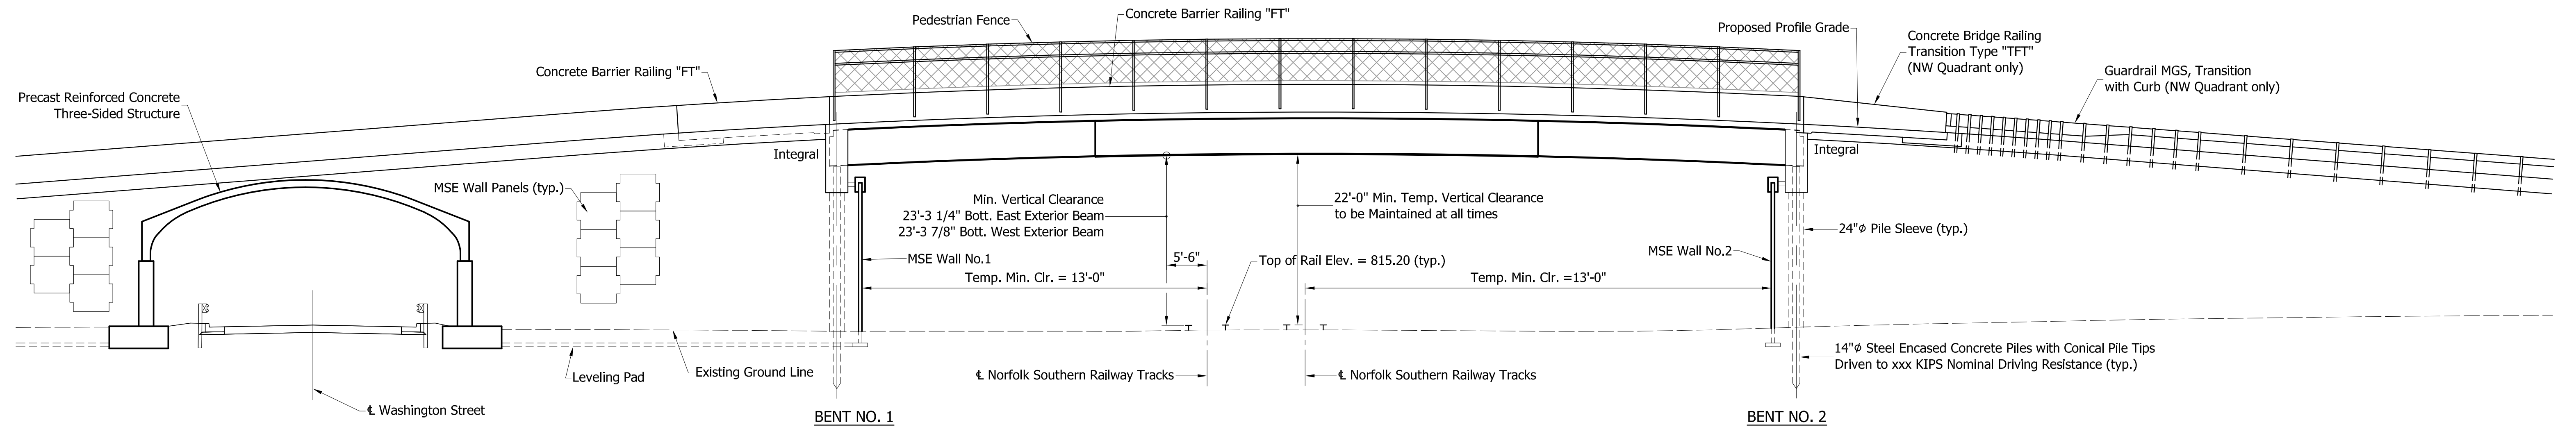 Pedestrian Fence
Concrete Barrier Railing "FT"
Proposed Profile Grade
Concrete Bridge Railing
Transition Type "TFT"
(NW Quadrant only)
Concrete Barrier Railing "FT"
Guardrail MGS, Transition
with Curb (NW Quadrant only)
Precast Reinforced Concrete
Three-Sided Structure
Integral
Integral
MSE Wall Panels (typ.)
Min. Vertical Clearance
23'-3 1/4" Bott. East Exterior Beam
23'-3 7/8" Bott. West Exterior Beam
22'-0" Min. Temp. Vertical Clearance
to be Maintained at all times
24"ø Pile Sleeve (typ.)
MSE Wall No.1
5'-6"
Top of Rail Elev. = 815.20 (typ.)
MSE Wall No.2
Temp. Min. Clr. = 13'-0"
Temp. Min. Clr. =13'-0"
14"ø Steel Encased Concrete Piles with Conical Pile Tips
Driven to xxx KIPS Nominal Driving Resistance (typ.)
Leveling Pad
Existing Ground Line
℄ Norfolk Southern Railway Tracks
℄ Norfolk Southern Railway Tracks
℄ Washington Street
BENT NO. 1
BENT NO. 2